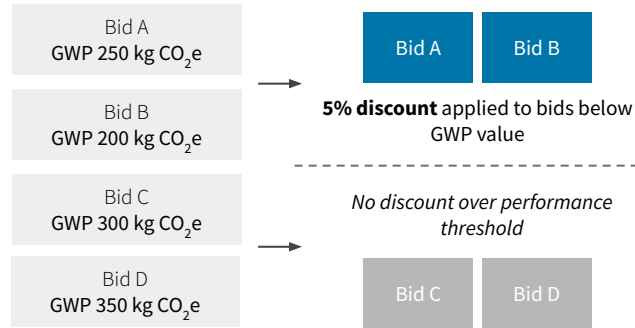 Bid A
GWP 250 kg CO₂e
Bid B
GWP 200 kg CO₂e
Bid C
GWP 300 kg CO₂e
Bid D
GWP 350 kg CO₂e
Bid A
Bid B
5% discount applied to bids below
GWP value
No discount over performance
threshold
Bid C
Bid D